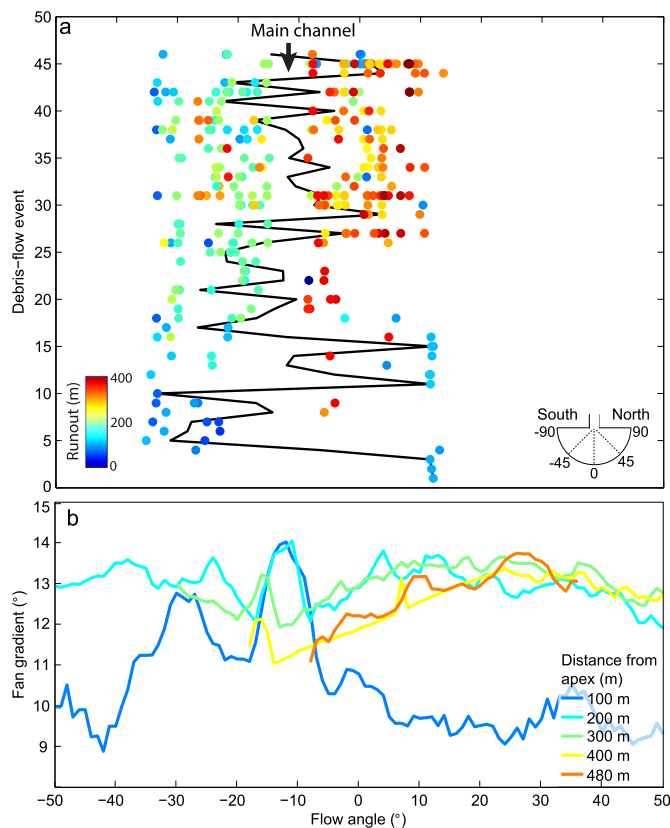 a
Main channel
50
45
40
35
30
25
20
15
10
5
0
Debris−flow event
Runout (m)
400
200
0
South
North
-90
90
-45
45
0
b
15
14
13
12
11
10
9
Fan gradient (°)
Distance from
apex (m)
100 m
200 m
300 m
400 m
480 m
−50
−40
−30
−20
−10
0
10
20
30
40
50
Flow angle (°)